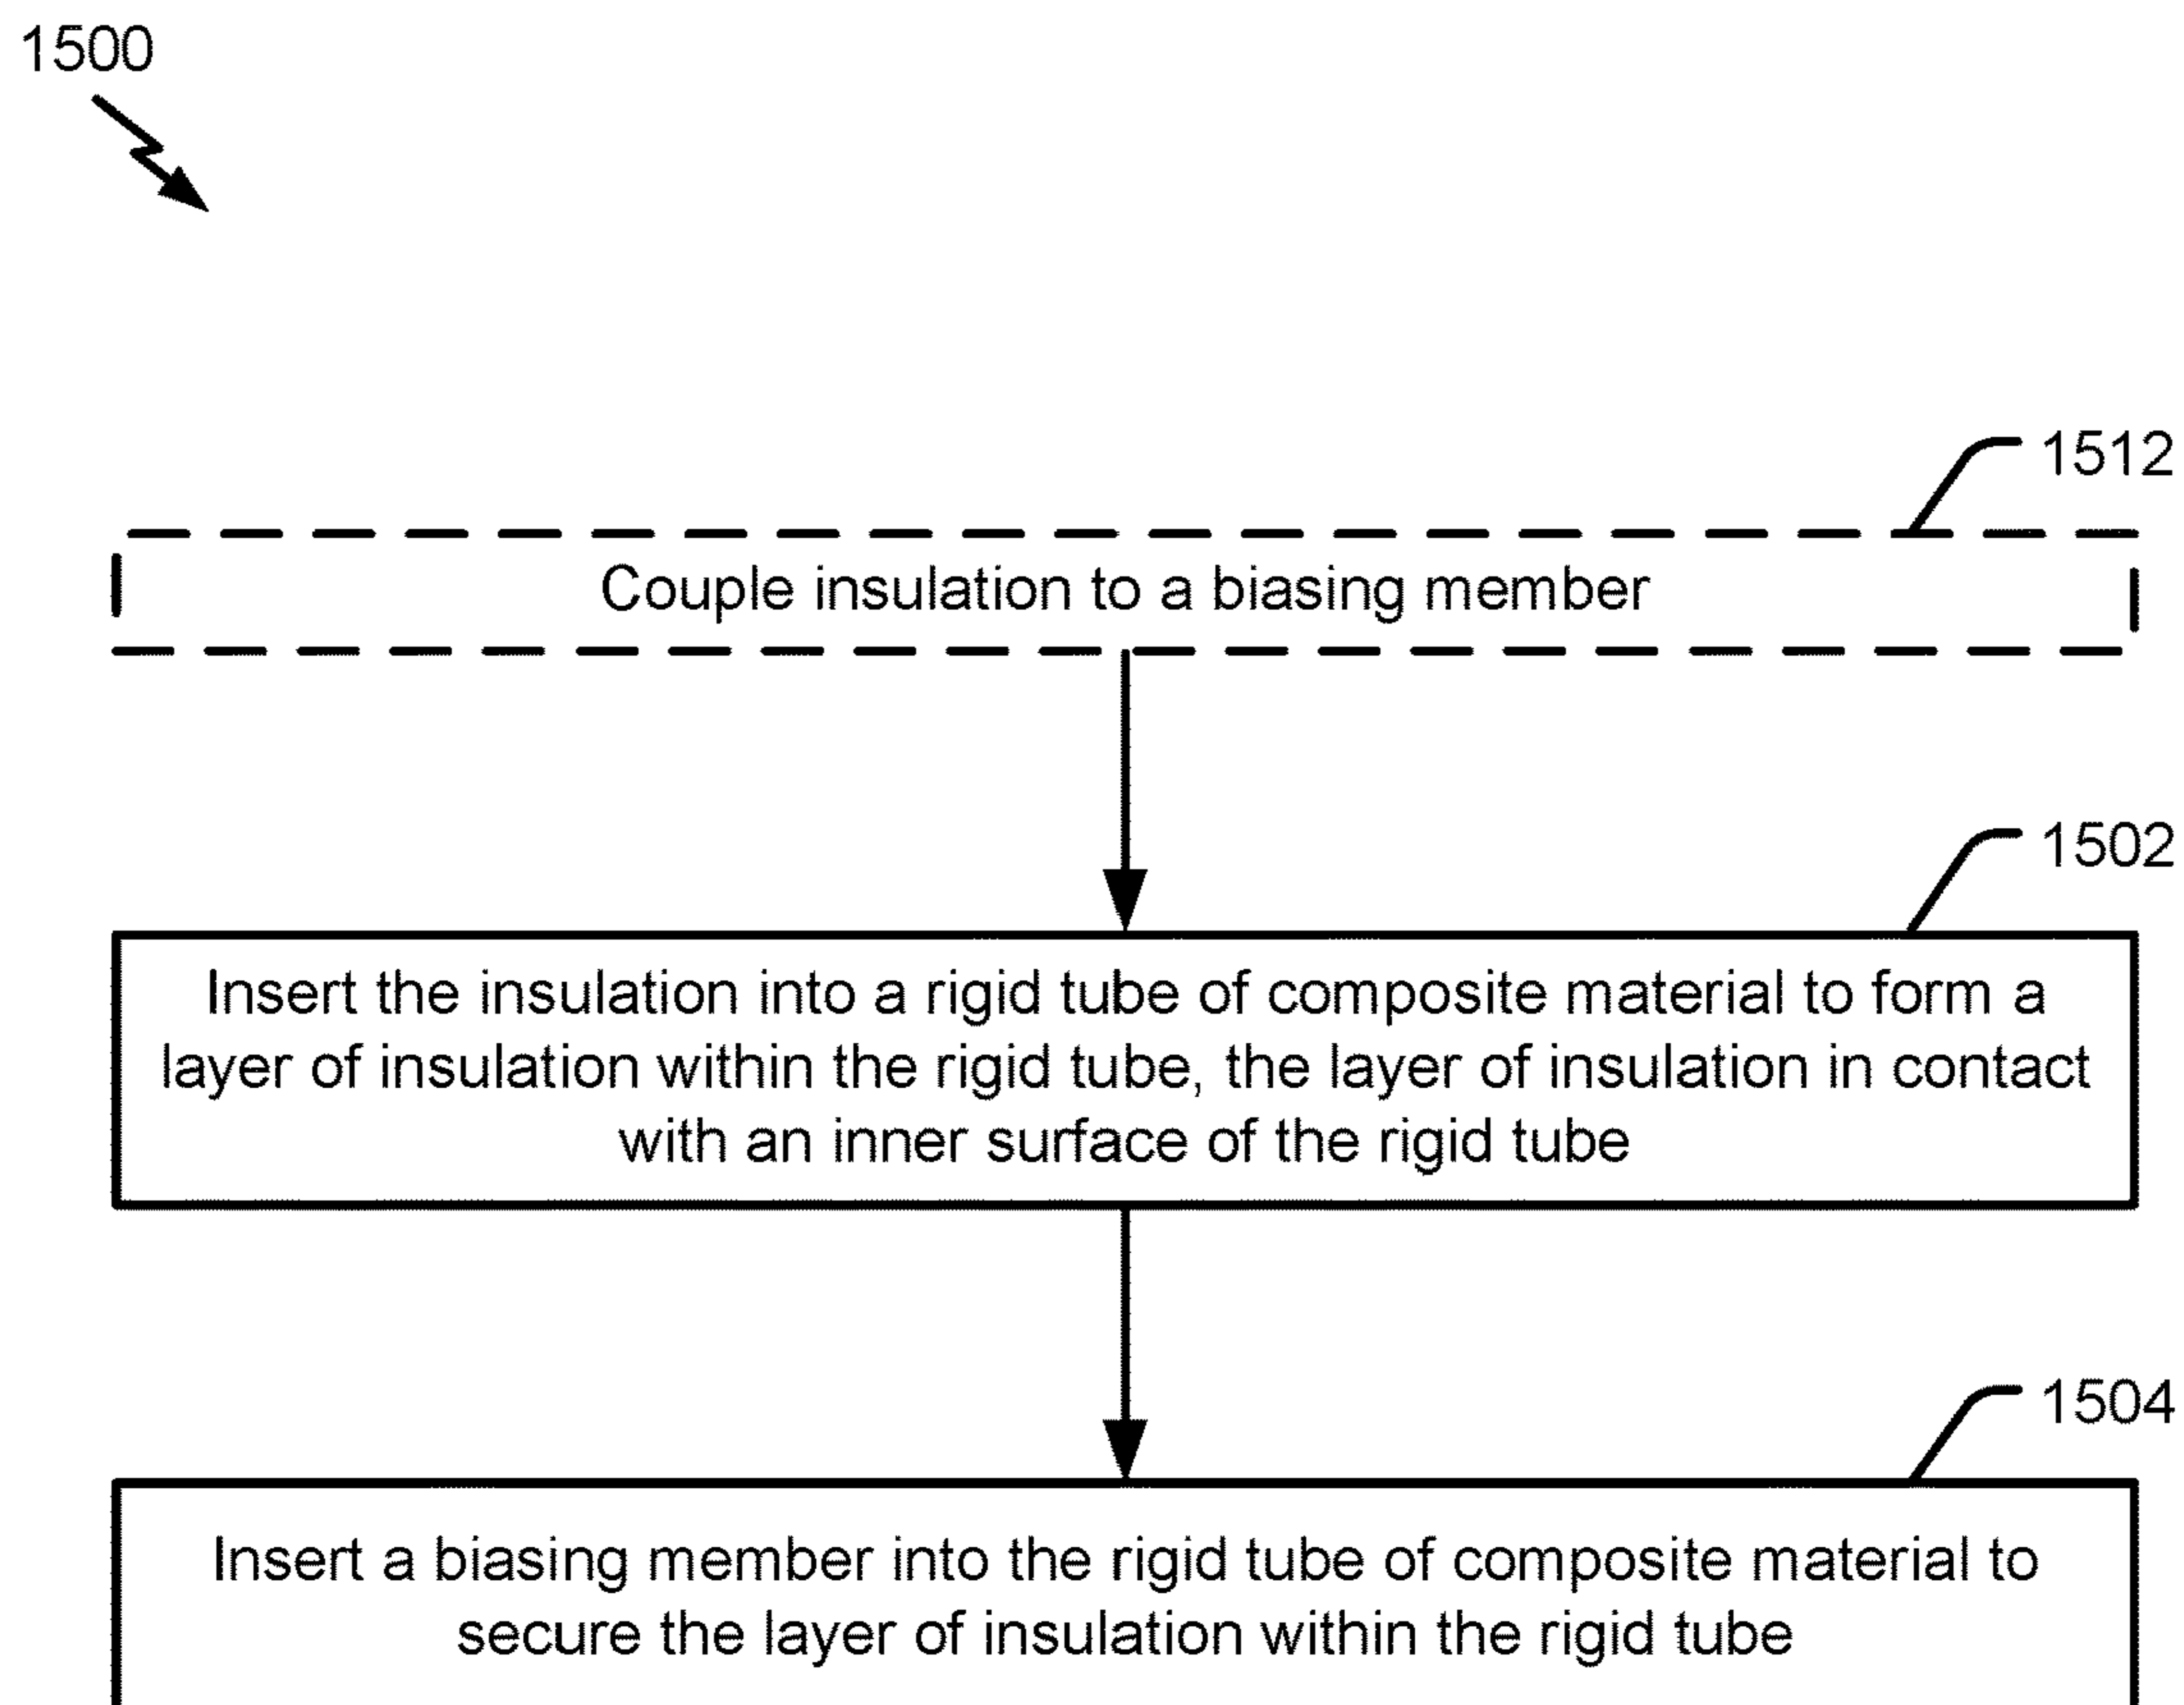 1500
1512
Couple insulation to a biasing member
1502
Insert the insulation into a rigid tube of composite material to form a
layer of insulation within the rigid tube, the layer of insulation in contact
with an inner surface of the rigid tube
1504
Insert a biasing member into the rigid tube of composite material to
secure the layer of insulation within the rigid tube